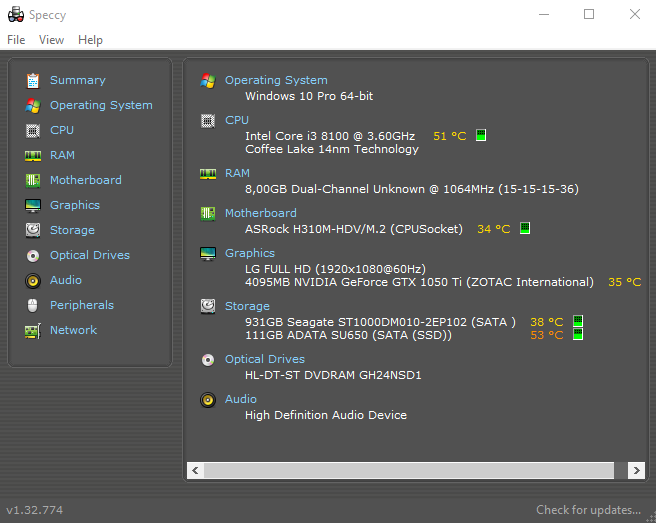 Speccy
File View Help
Summary
Operating System
CPU
RAM
Motherboard
Graphics
Storage
Optical Drives
Audio
Peripherals
Network
Operating System
Windows 10 Pro 64-bit
CPU
Intel Core i3 8100 @ 3.60GHz 51 °C
Coffee Lake 14nm Technology
RAM
8,00GB Dual-Channel Unknown @ 1064MHz (15-15-15-36)
Motherboard
ASRock H310M-HDV/M.2 (CPUSocket) 34 °C
Graphics
LG FULL HD (1920x1080@60Hz)
4095MB NVIDIA GeForce GTX 1050 Ti (ZOTAC International) 35 °C
Storage
931GB Seagate ST1000DM010-2EP102 (SATA ) 38 °C
111GB ADATA SU650 (SATA (SSD)) 53 °C
Optical Drives
HL-DT-ST DVDRAM GH24NSD1
Audio
High Definition Audio Device
v1.32.774 Check for updates...